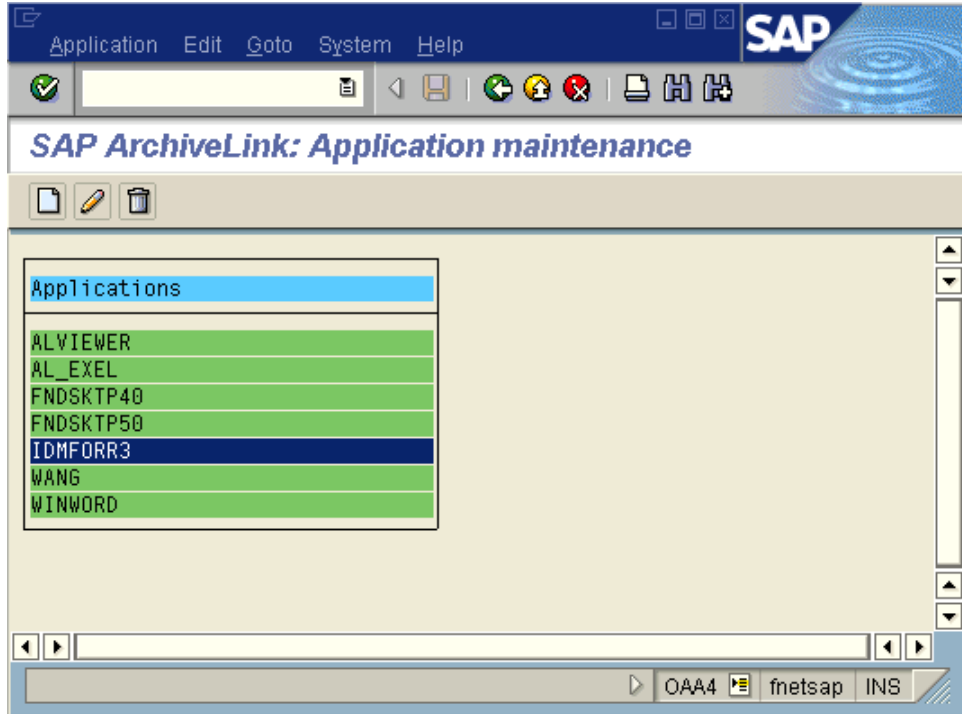 Application Edit Goto System Help
SAP
SAP ArchiveLink: Application maintenance
Applications
ALVIEWER
AL_EXEL
FNDSKTP40
FNDSKTP50
IDMFORR3
WANG
WINWORD
OAA4 fnetsap INS